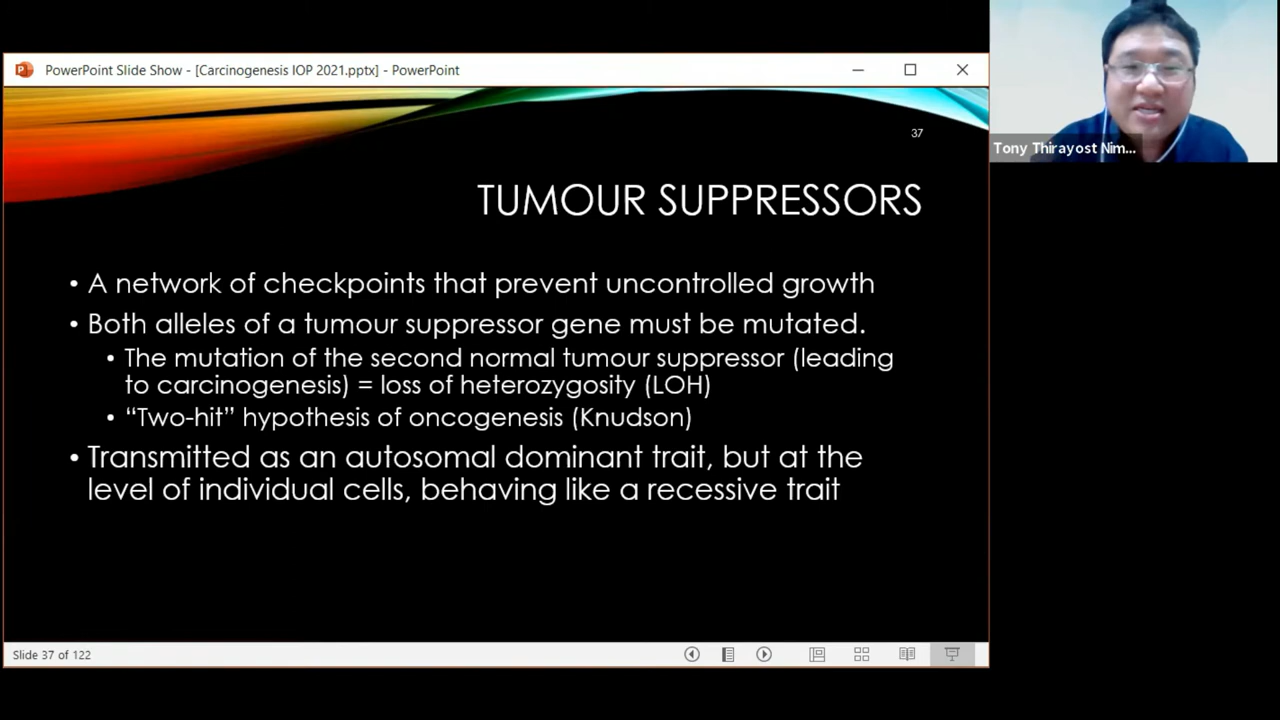 PowerPoint Slide Show - [Carcinogenesis IOP 2021.pptx] - PowerPoint
37
Tony Thirayost Nim...
TUMOUR SUPPRESSORS
• A network of checkpoints that prevent uncontrolled growth
• Both alleles of a tumour suppressor gene must be mutated.
• The mutation of the second normal tumour suppressor (leading
to carcinogenesis) = loss of heterozygosity (LOH)
• “Two-hit” hypothesis of oncogenesis (Knudson)
• Transmitted as an autosomal dominant trait, but at the
level of individual cells, behaving like a recessive trait
Slide 37 of 122